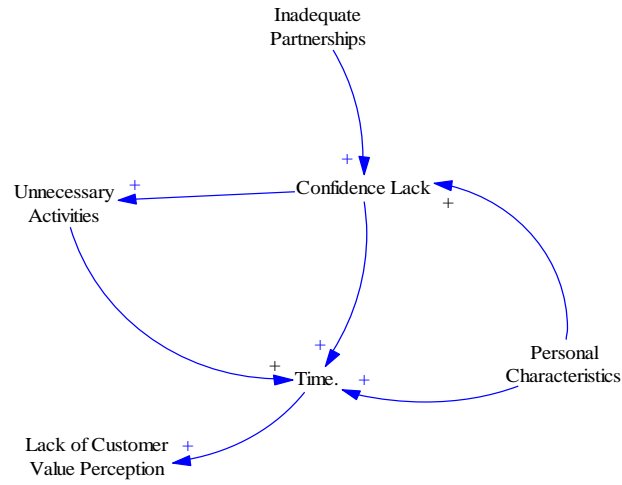 Inadequate
Partnerships
+
+
Confidence Lack
+
Unnecessary
Activities
+
+
Time.
+
Personal
Characteristics
Lack of Customer
Value Perception
+